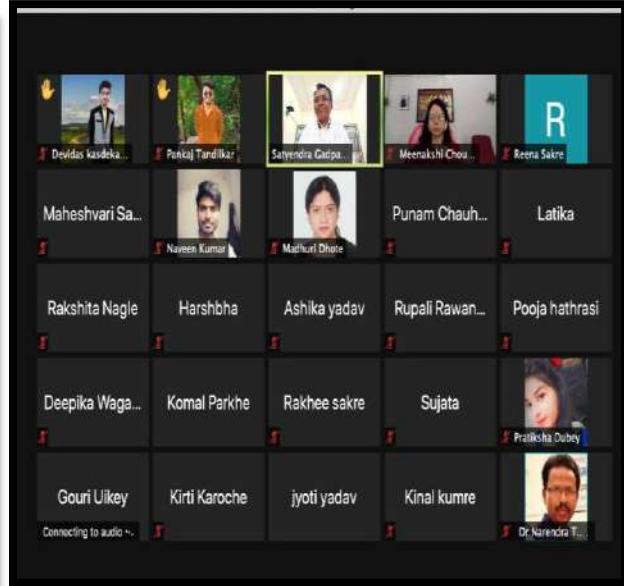 Devidas kasdeka...
Pankaj Tandilkar
Satyendra Gadpa...
Meenakshi Chou...
R
Reena Sakre
Maheshvari Sa...
Naveen Kumar
Madhuri Dhote
Punam Chauh...
Latika
Rakshita Nagle
Harshbha
Ashika yadav
Rupali Rawan...
Pooja hathrasi
Deepika Waga...
Komal Parkhe
Rakhee sakre
Sujata
Pratiksha Dubey
Gouri Uikey
Connecting to audio ...
Kirti Karoche
jyoti yadav
Kinal kumre
Dr Narendra T...